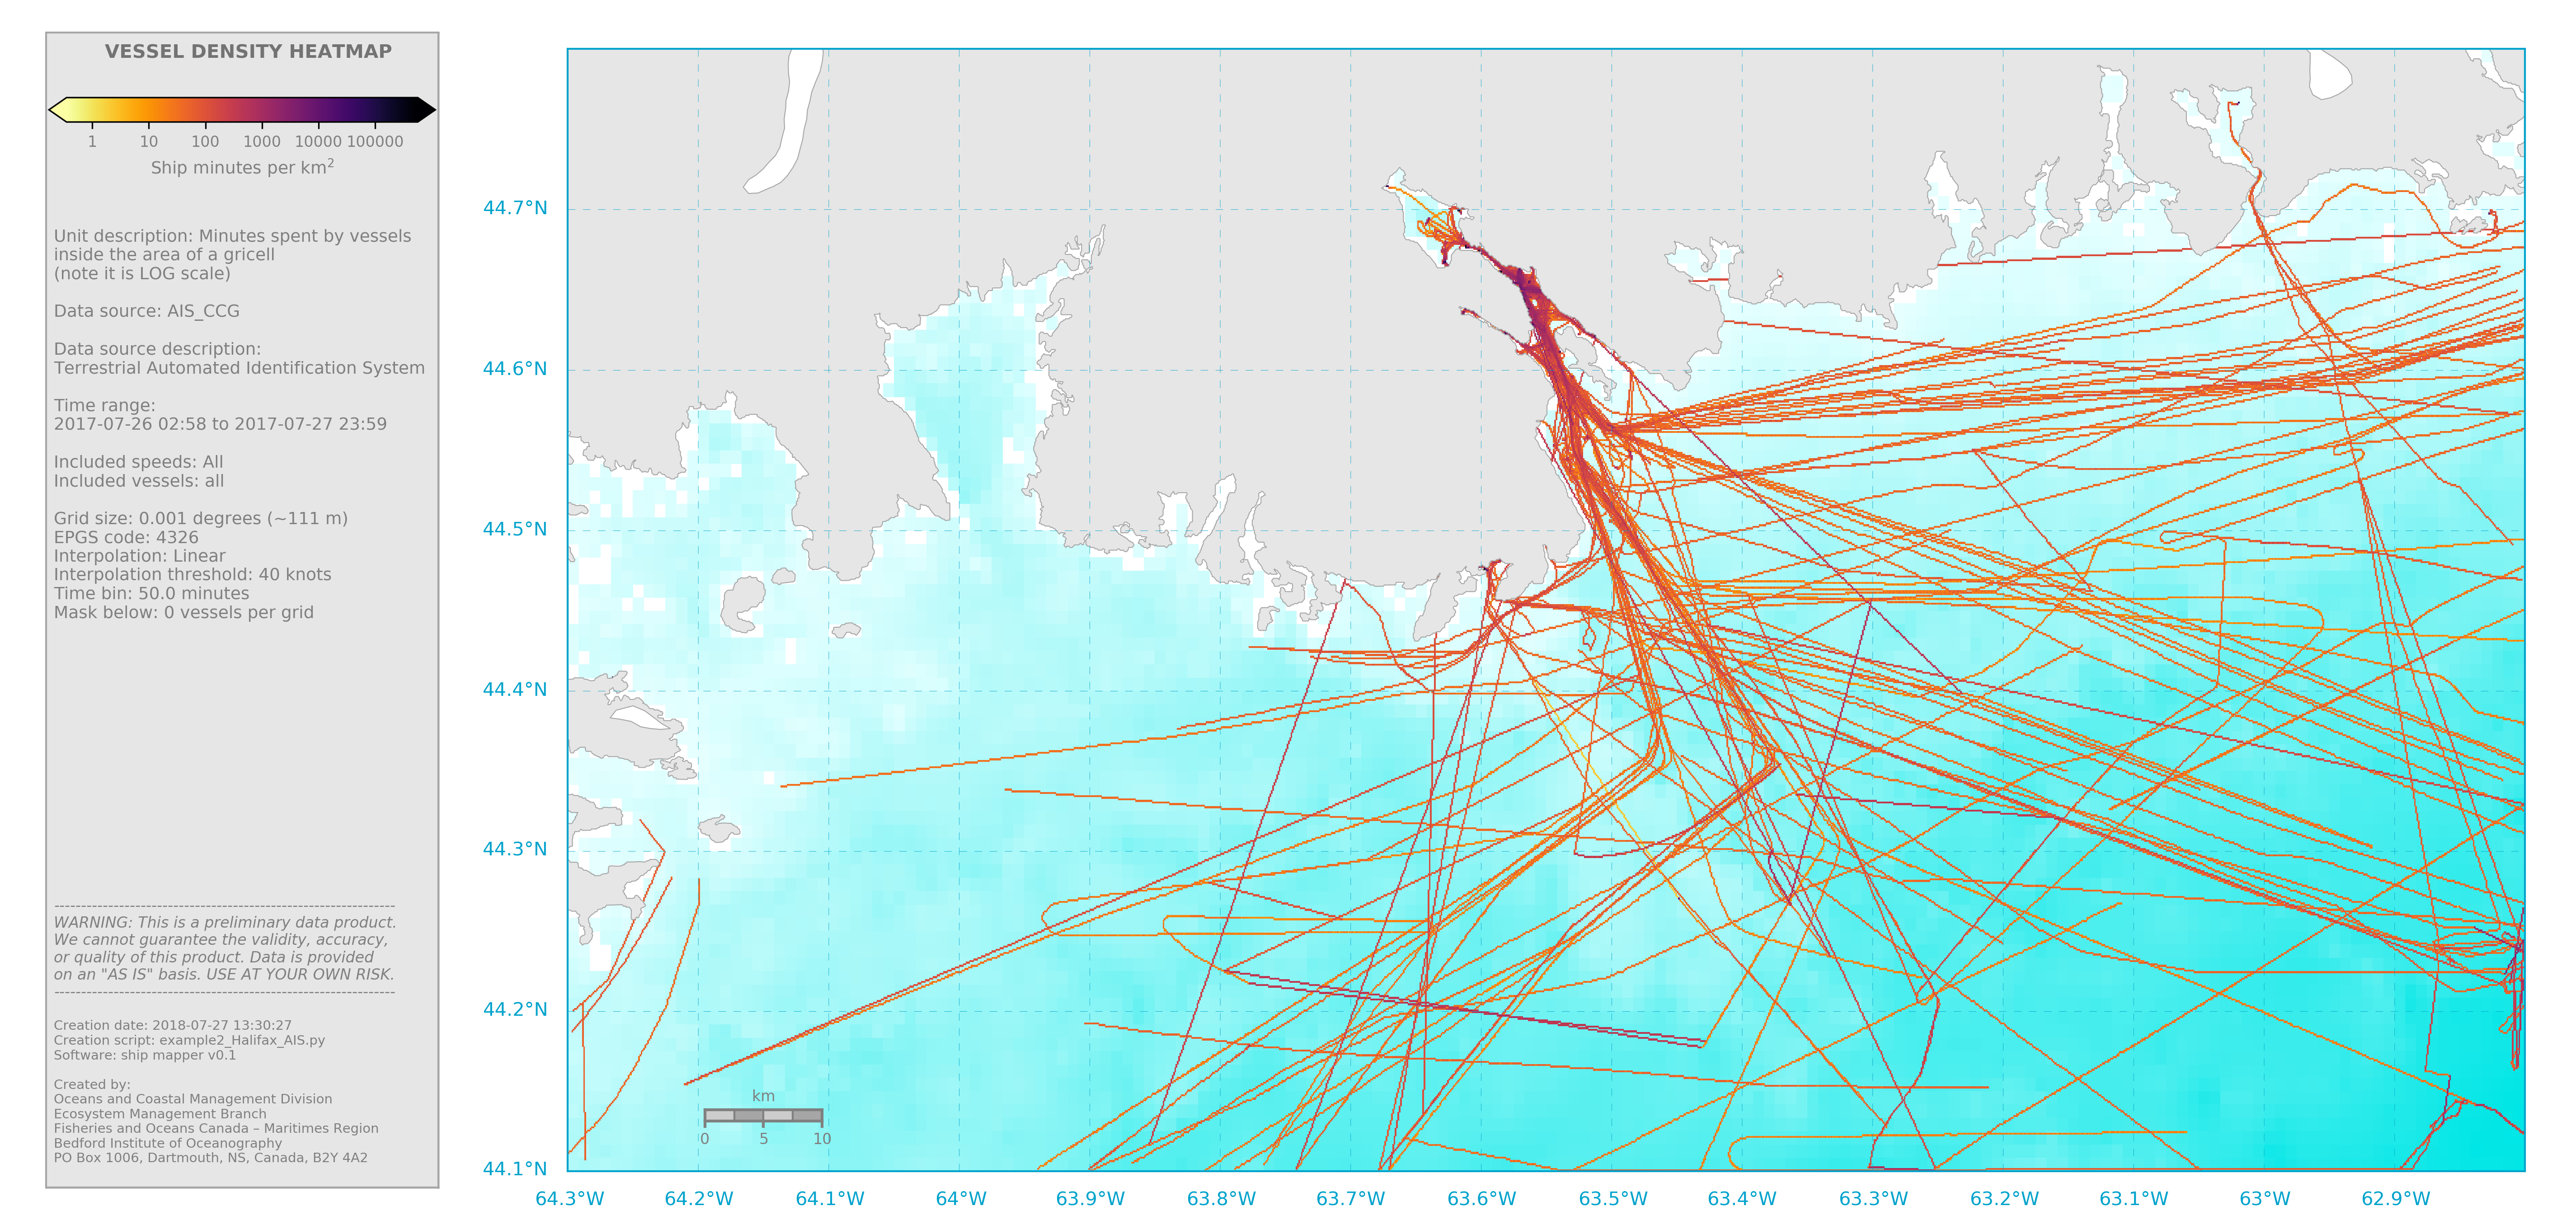 VESSEL DENSITY HEATMAP
1 10 100 1000 10000 100000
Ship minutes per km²
Unit description: Minutes spent by vessels
inside the area of a gricell
(note it is LOG scale)
Data source: AIS_CCG
Data source description:
Terrestrial Automated Identification System
Time range:
2017-07-26 02:58 to 2017-07-27 23:59
Included speeds: All
Included vessels: all
Grid size: 0.001 degrees (~111 m)
EPGS code: 4326
Interpolation: Linear
Interpolation threshold: 40 knots
Time bin: 50.0 minutes
Mask below: 0 vessels per grid
WARNING: This is a preliminary data product.
We cannot guarantee the validity, accuracy,
or quality of this product. Data is provided
on an "AS IS" basis. USE AT YOUR OWN RISK.
Creation date: 2018-07-27 13:30:27
Creation script: example2_Halifax_AIS.py
Software: ship mapper v0.1
Created by:
Oceans and Coastal Management Division
Ecosystem Management Branch
Fisheries and Oceans Canada – Maritimes Region
Bedford Institute of Oceanography
PO Box 1006, Dartmouth, NS, Canada, B2Y 4A2
44.7°N
44.6°N
44.5°N
44.4°N
44.3°N
44.2°N
44.1°N
km
0 5 10
64.3°W 64.2°W 64.1°W 64°W 63.9°W 63.8°W 63.7°W 63.6°W 63.5°W 63.4°W 63.3°W 63.2°W 63.1°W 63°W 62.9°W